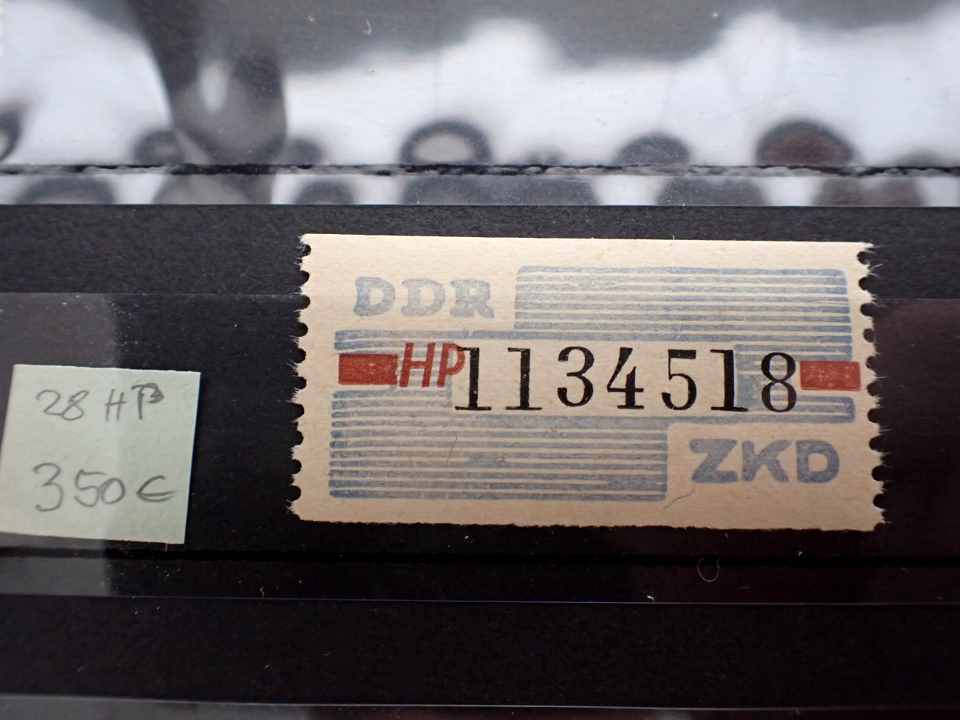 DDR
HP 1134518
ZKD
28 HP
350€